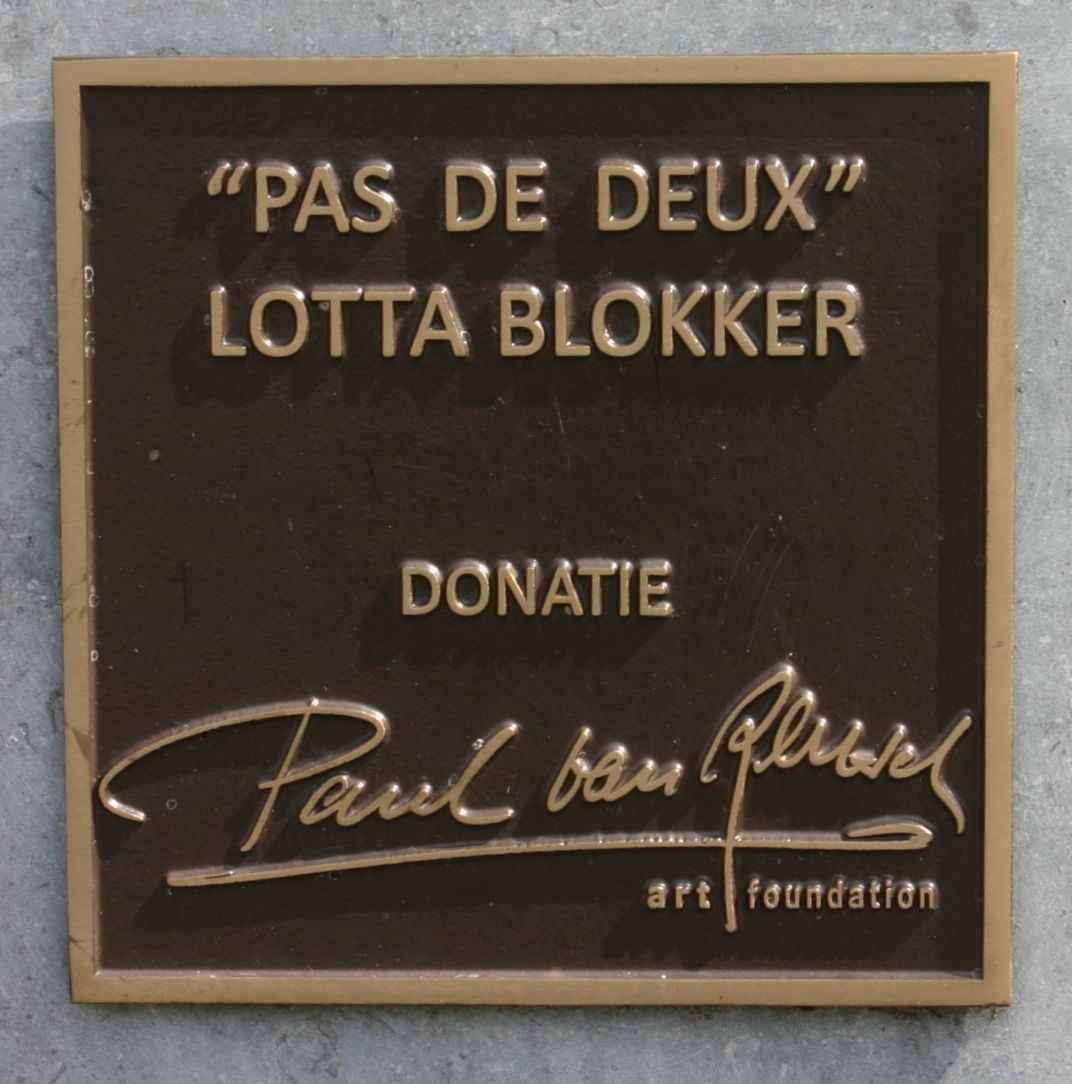 “PAS DE DEUX”
LOTTA BLOKKER
DONATIE
Paul van
art foundation